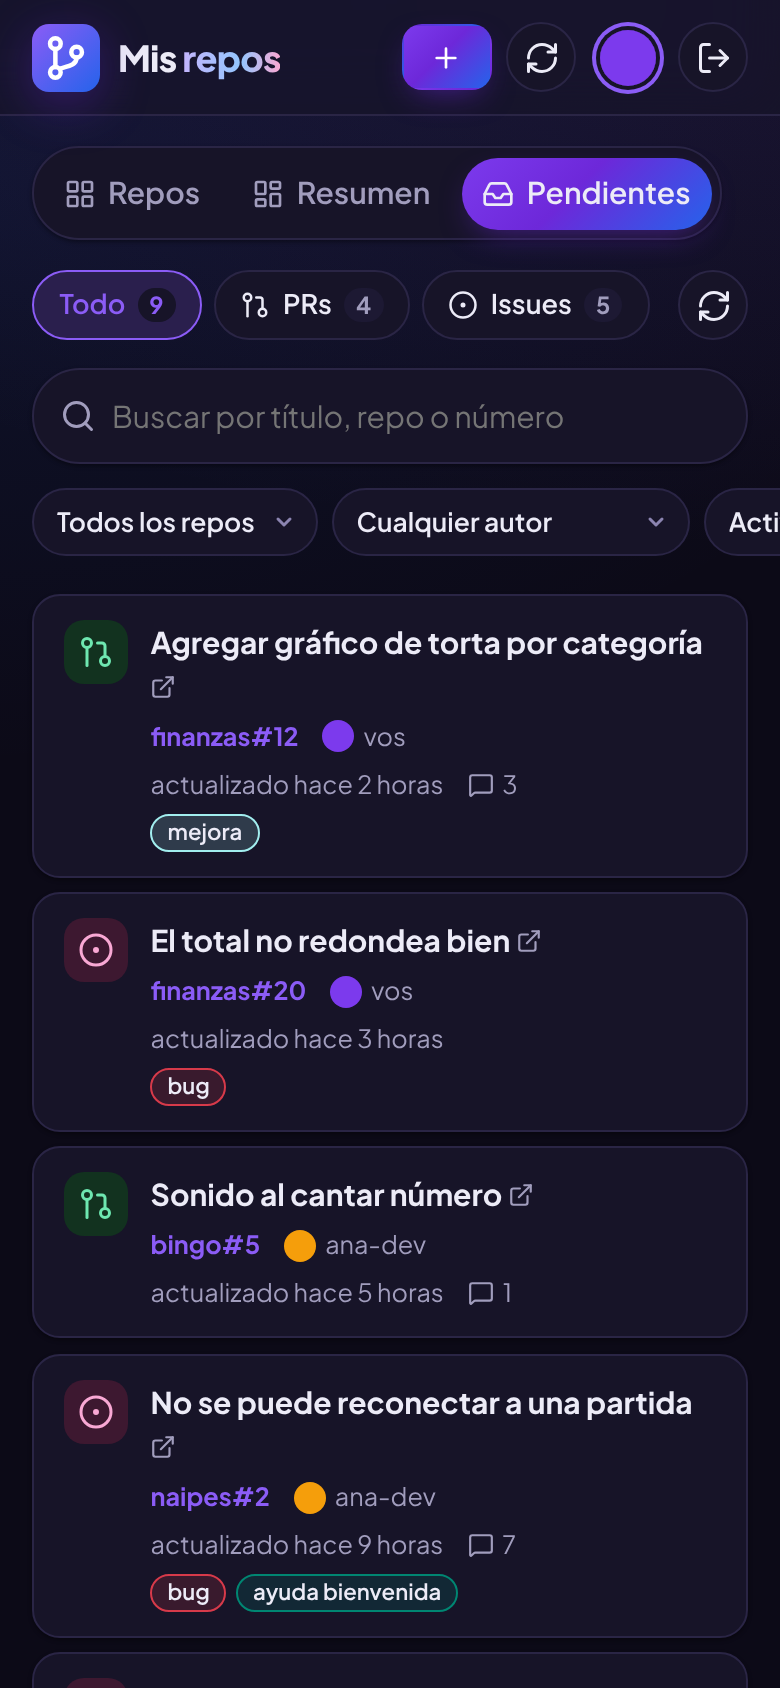 Mis repos
Repos
Resumen
Pendientes
Todo 9
PRs 4
Issues 5
Buscar por título, repo o número
Todos los repos
Cualquier autor
Acti
Agregar gráfico de torta por categoría
finanzas#12 vos
actualizado hace 2 horas 3
mejora
El total no redondea bien
finanzas#20 vos
actualizado hace 3 horas
bug
Sonido al cantar número
bingo#5 ana-dev
actualizado hace 5 horas 1
No se puede reconectar a una partida
naipes#2 ana-dev
actualizado hace 9 horas 7
bug ayuda bienvenida